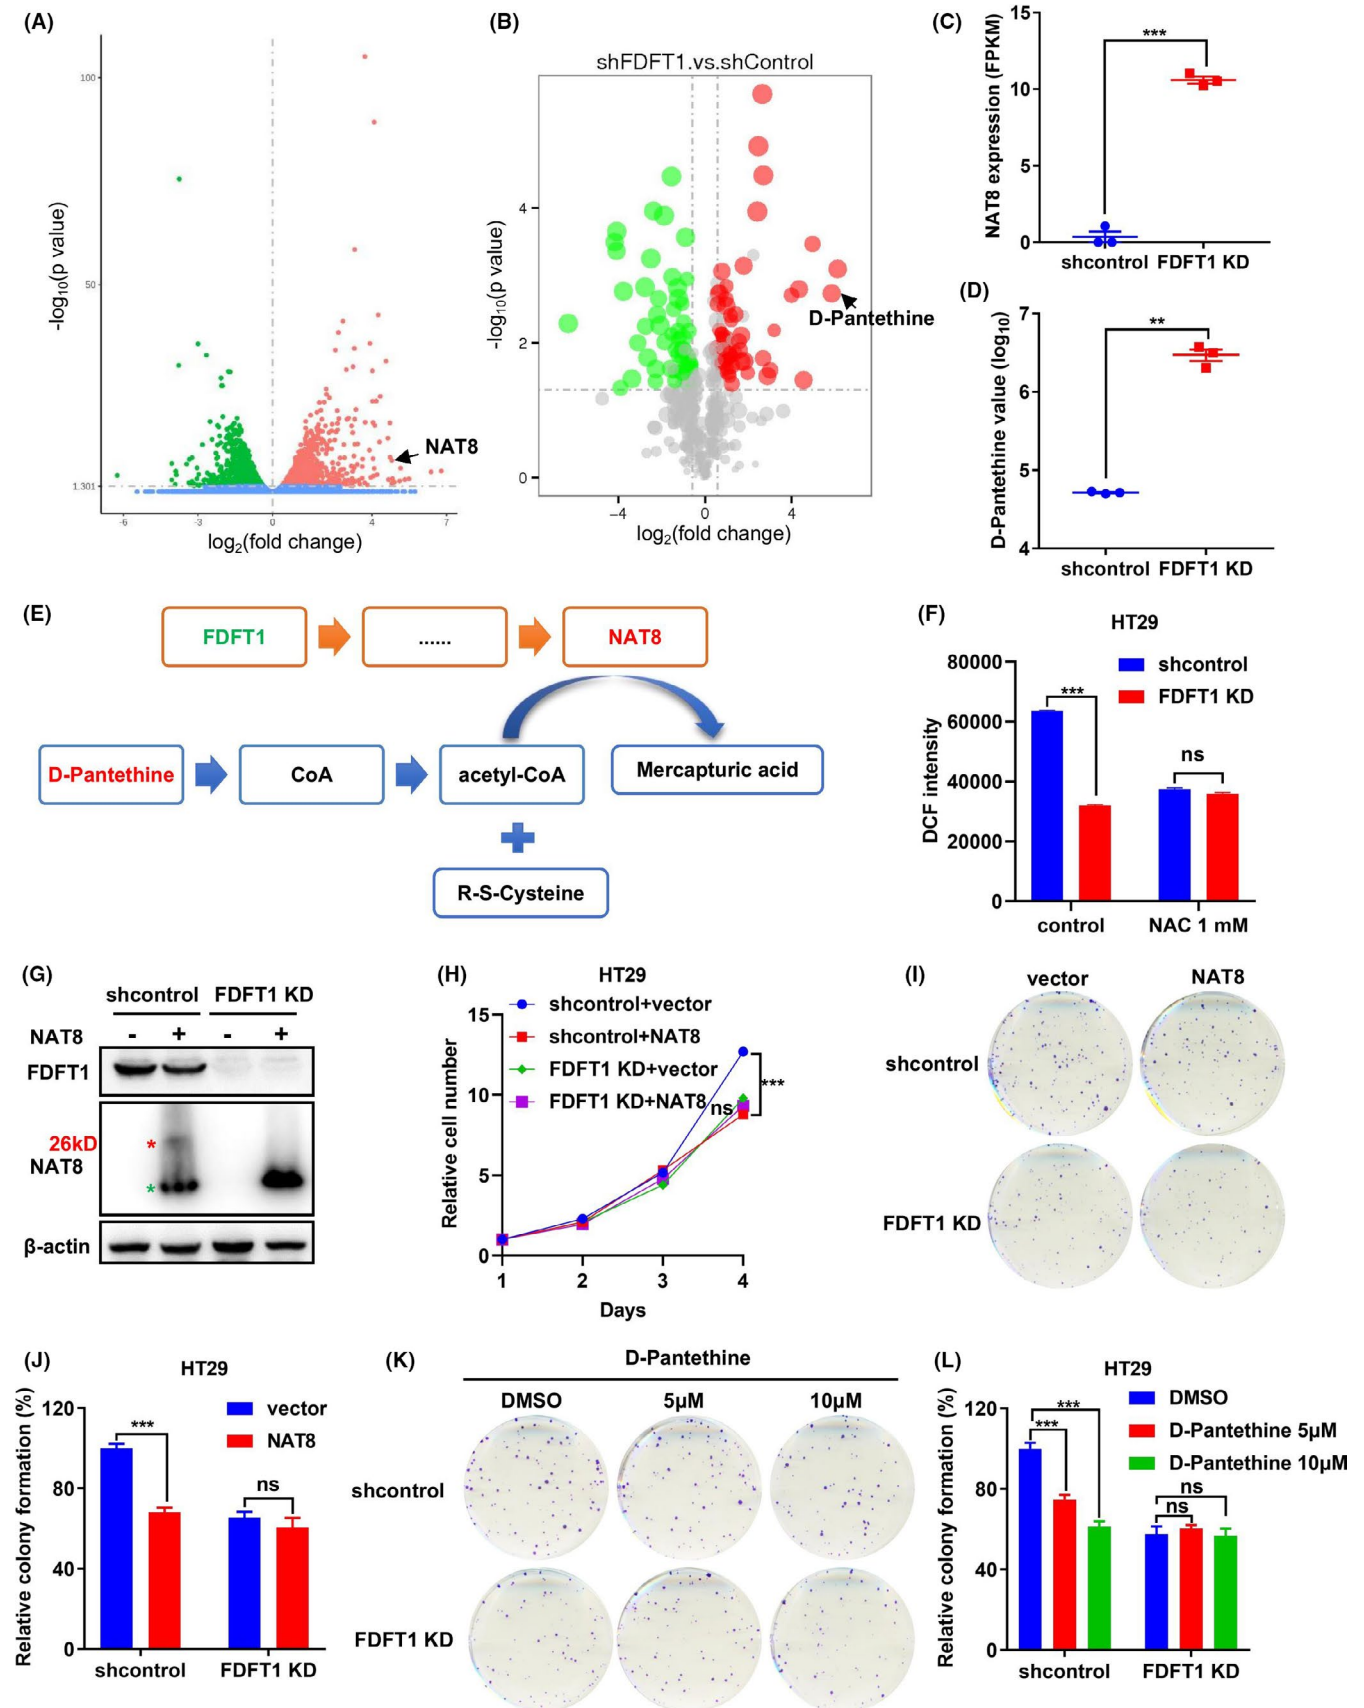 (A)
-log10(p value)
100
50
1.301
NAT8
-6
-3
0
4
7
log2(fold change)
(B)
shFDFT1.vs.shControl
-log10(p value)
4
2
0
D-Pantethine
−4
0
4
log2(fold change)
(C)
NAT8 expression (FPKM)
15
10
5
0
***
shcontrol FDFT1 KD
(D)
D-Pantethine value (log10)
7
6
5
4
**
shcontrol FDFT1 KD
(E)
FDFT1
......
NAT8
D-Pantethine
CoA
acetyl-CoA
Mercapturic acid
R-S-Cysteine
(F)
HT29
shcontrol
FDFT1 KD
DCF intensity
80000
60000
40000
20000
0
***
ns
control
NAC 1 mM
(G)
shcontrol FDFT1 KD
NAT8 - + - +
FDFT1
26kD
NAT8
*
*
β-actin
(H)
HT29
shcontrol+vector
shcontrol+NAT8
FDFT1 KD+vector
FDFT1 KD+NAT8
Relative cell number
15
10
5
0
ns
***
1
2
3
4
Days
(I)
vector
NAT8
shcontrol
FDFT1 KD
(J)
HT29
vector
NAT8
Relative colony formation (%)
120
80
40
0
***
ns
shcontrol
FDFT1 KD
(K)
D-Pantethine
DMSO
5μM
10μM
shcontrol
FDFT1 KD
(L)
HT29
DMSO
D-Pantethine 5μM
D-Pantethine 10μM
Relative colony formation (%)
120
80
40
0
***
***
ns
ns
shcontrol
FDFT1 KD